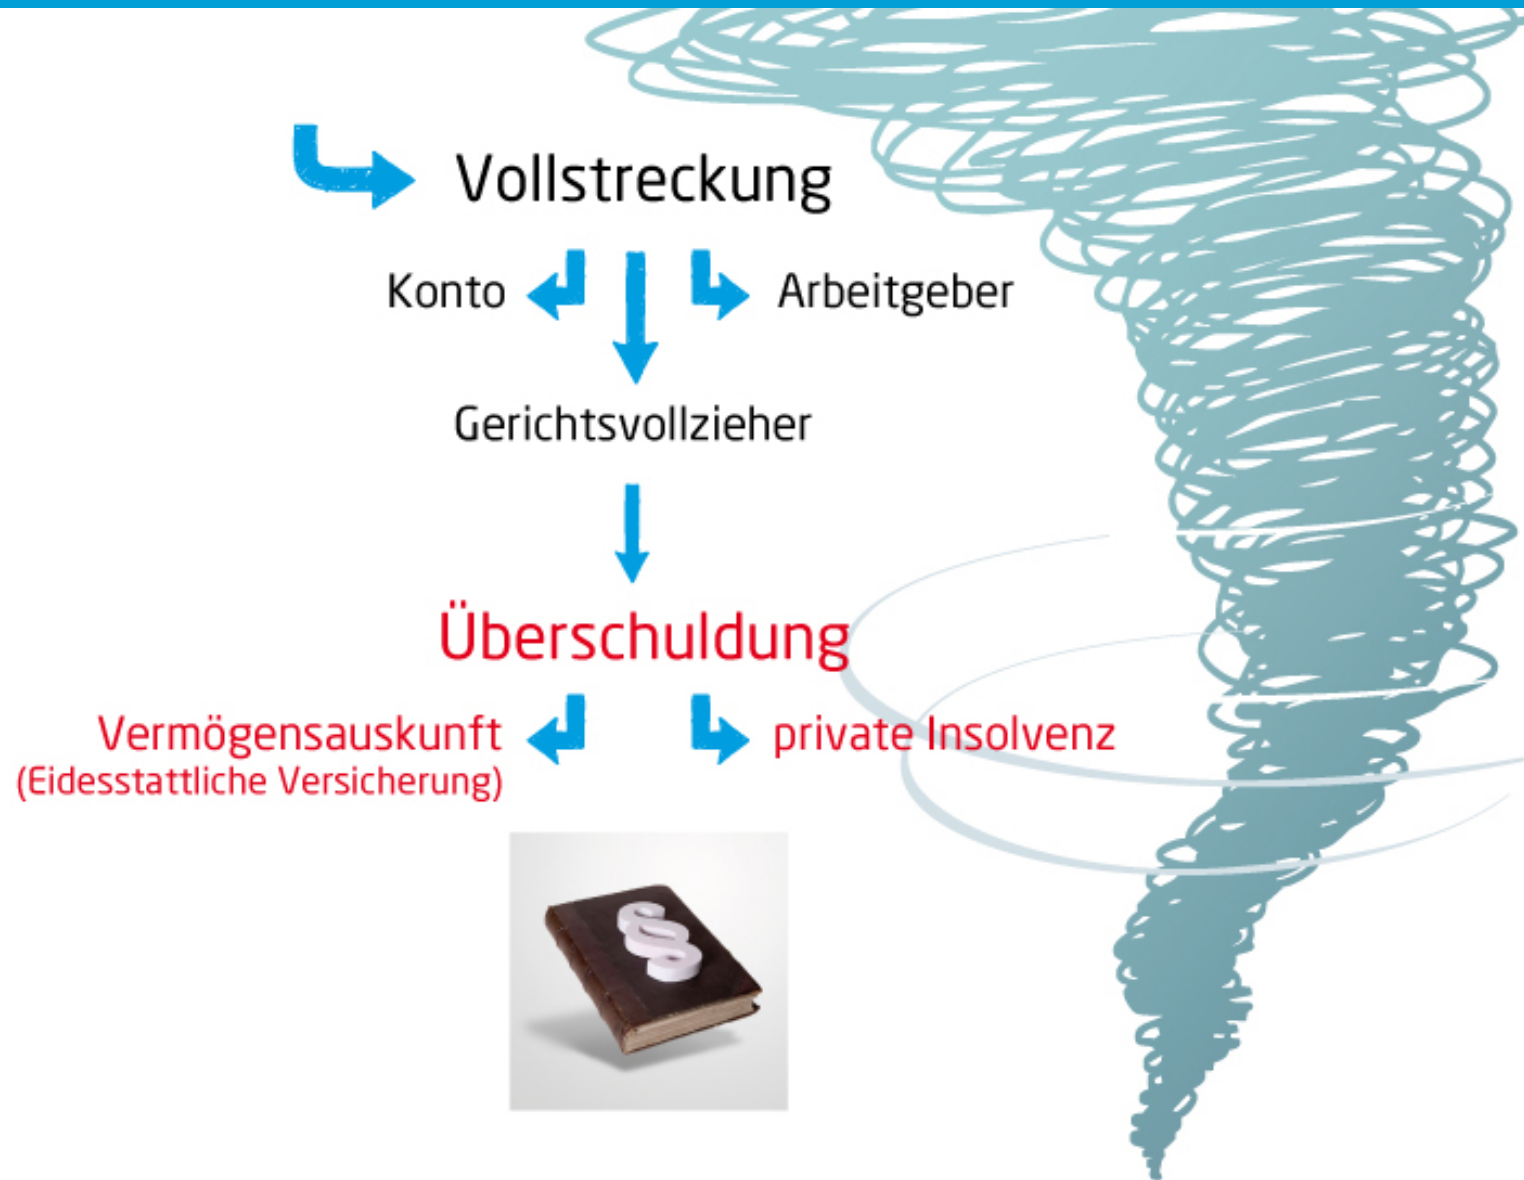 Vollstreckung
Konto
Arbeitgeber
Gerichtsvollzieher
Überschuldung
Vermögensauskunft
(Eidesstattliche Versicherung)
private Insolvenz
§